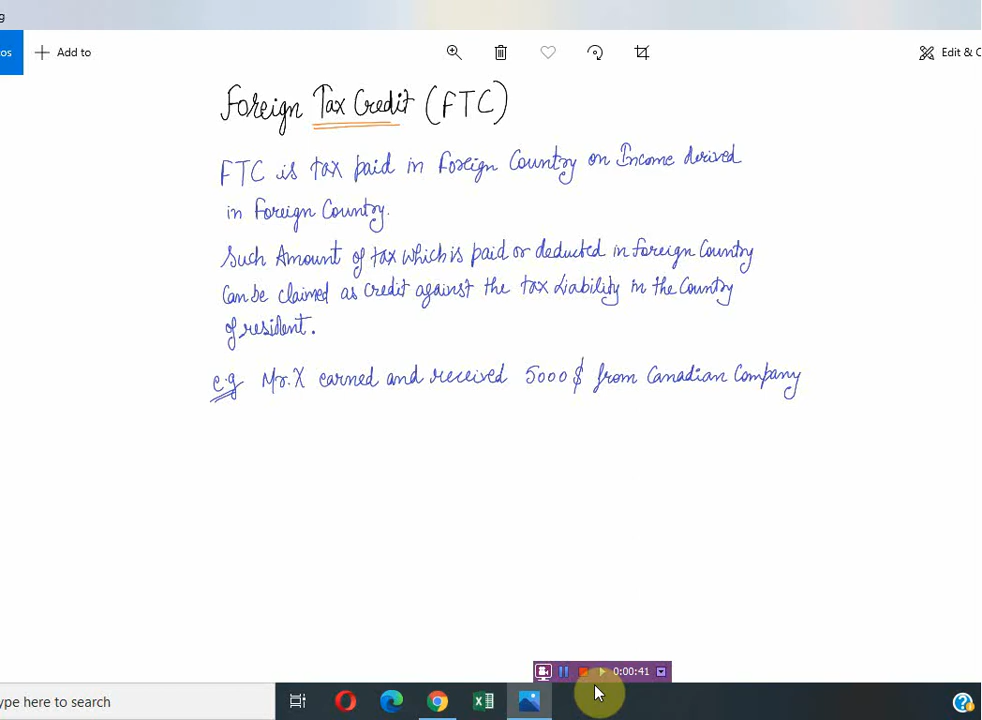 g
os
Add to
Edit & C
Foreign Tax Credit (FTC)
FTC is tax paid in Foreign Country on Income derived
in Foreign Country.
Such Amount of tax which is paid or deducted in foreign Country
Can be claimed as credit against the tax Liability in the Country
of resident.
e.g Mr. X earned and received 5000$ from Canadian Company
0:00:41
ype here to search